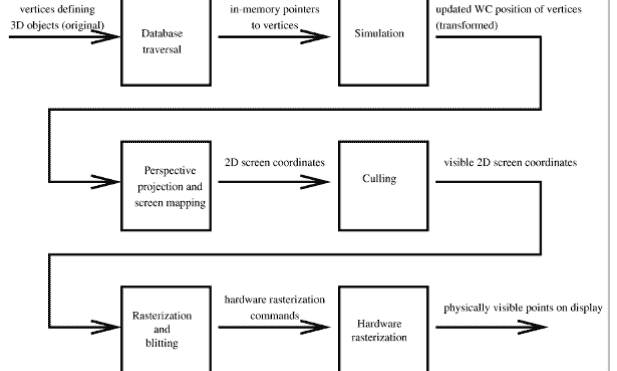 vertices defining
3D objects (original)
Database
traversal
in-memory pointers
to vertices
Simulation
updated WC position of vertices
(transformed)
Perspective
projection and
screen mapping
2D screen coordinates
Culling
visible 2D screen coordinates
Rasterization
and
blitting
hardware rasterization
commands
Hardware
rasterization
physically visible points on display